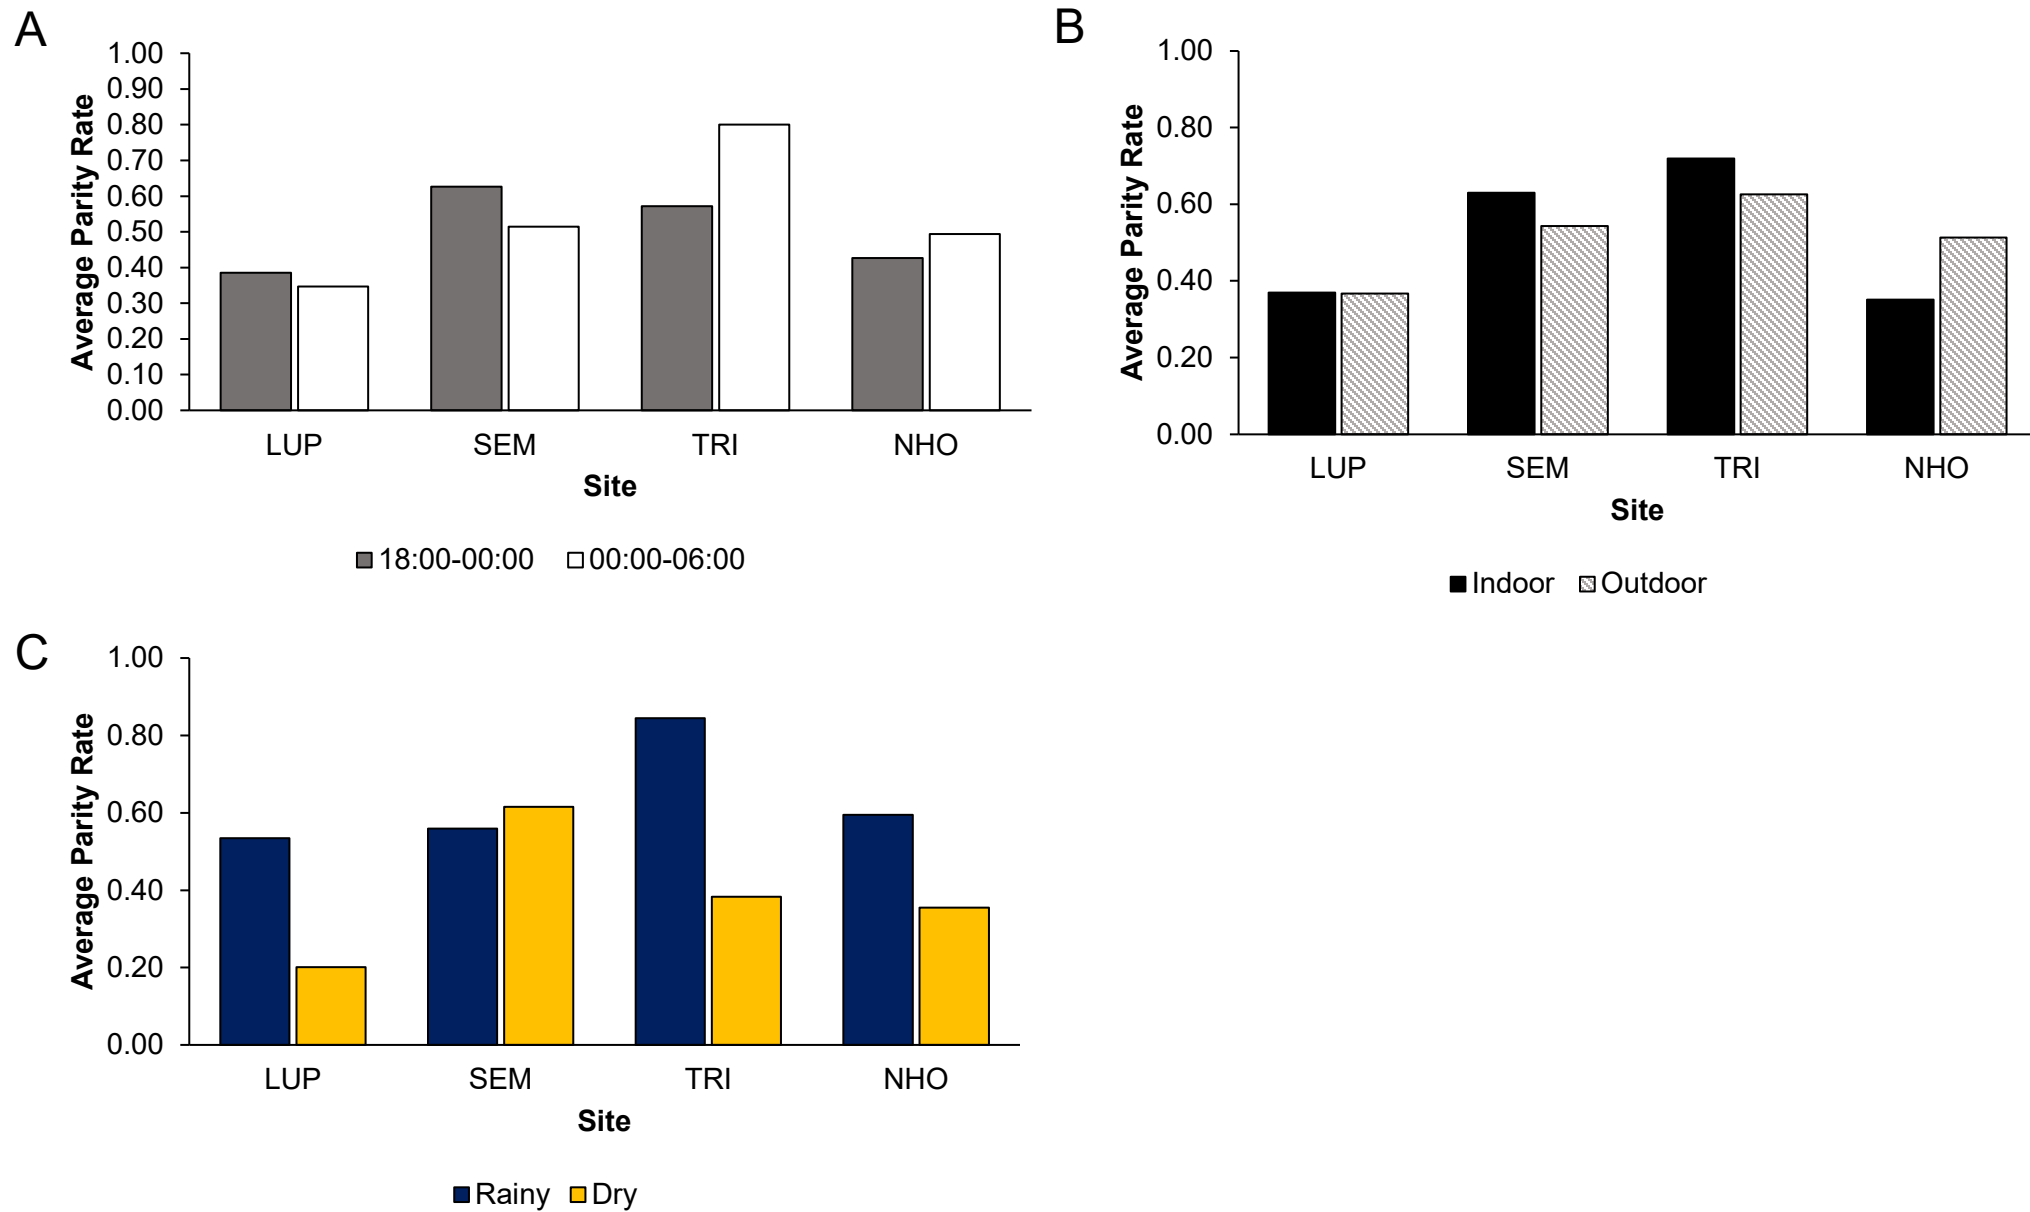 A
Average Parity Rate
1.00
0.90
0.80
0.70
0.60
0.50
0.40
0.30
0.20
0.10
0.00
LUP SEM TRI NHO
Site
18:00-00:00 00:00-06:00
B
Average Parity Rate
1.00
0.80
0.60
0.40
0.20
0.00
LUP SEM TRI NHO
Site
Indoor Outdoor
C
Average Parity Rate
1.00
0.80
0.60
0.40
0.20
0.00
LUP SEM TRI NHO
Site
Rainy Dry